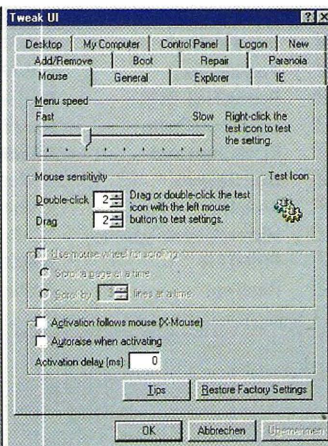 Tweak UI
Desktop My Computer Control Panel Logon New
Add/Remove Boot Repair Paranoia
Mouse General Explorer IE
Menu speed
Fast Slow
Right-click the
test icon to test
the setting.
Mouse sensitivity
Double-click 2
Drag 2
Drag or double-click the test
icon with the left mouse
button to test settings.
Test Icon
Use mouse wheel for scrolling
Scroll a page at a time
Scroll by 3 lines at a time
Activation follows mouse (X-Mouse)
Autoraise when activating
Activation delay (ms): 0
Tips Restore Factory Settings
OK Abbrechen Übernehmen